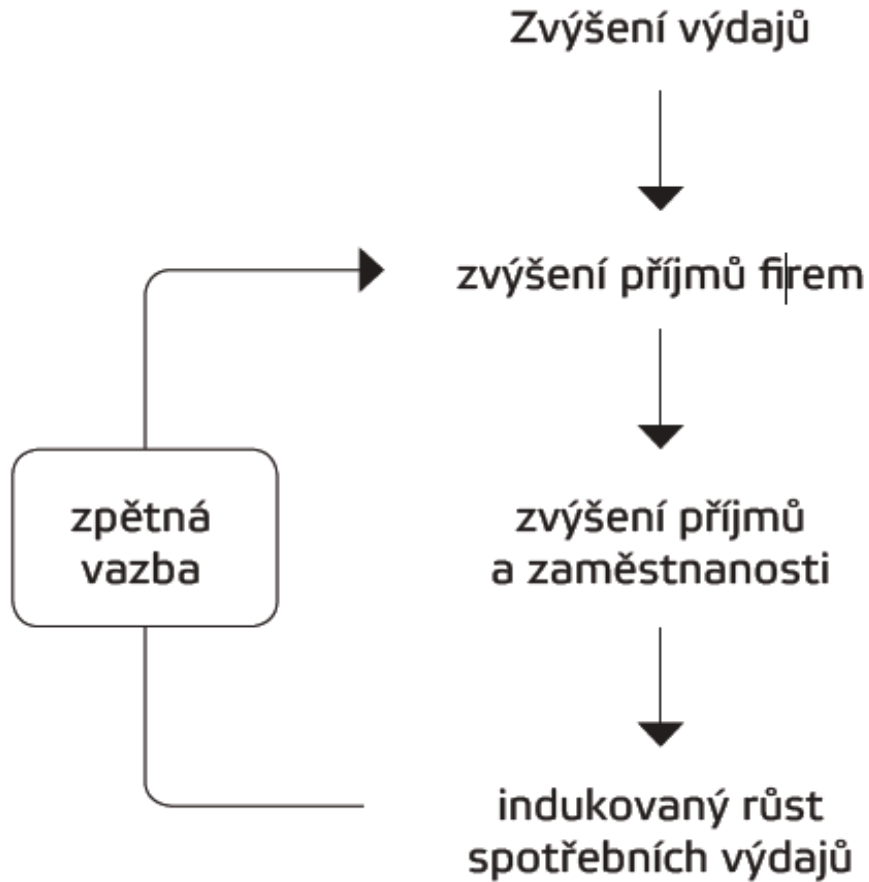 Zvýšení výdajů
zvýšení příjmů firem
zpětná
vazba
zvýšení příjmů
a zaměstnanosti
indukovaný růst
spotřebních výdajů